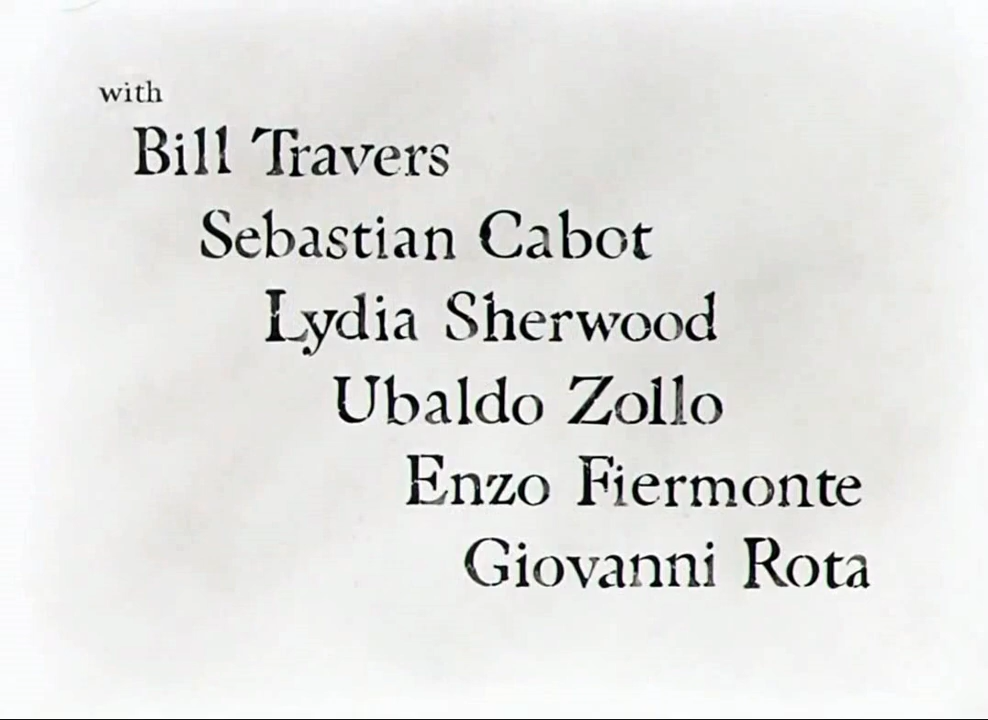 with
Bill Travers
Sebastian Cabot
Lydia Sherwood
Ubaldo Zollo
Enzo Fiermonte
Giovanni Rota